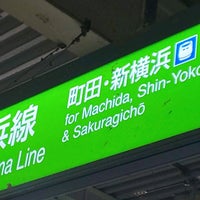 浜線
町田・新横浜
for Machida, Shin-Yoko
na Line
& Sakuragichō